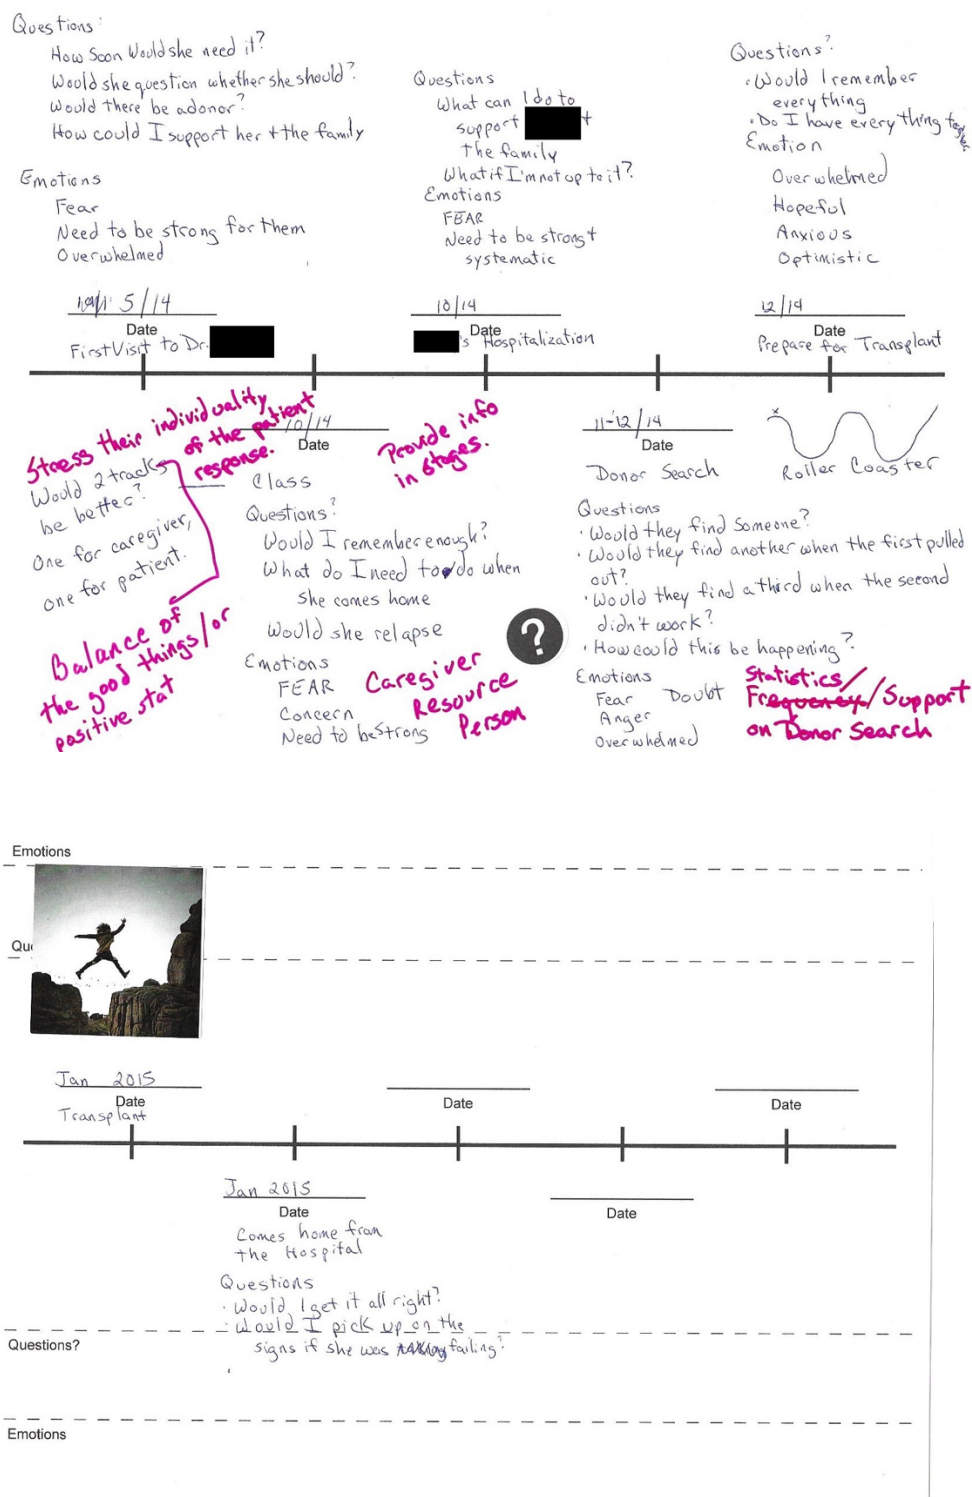 Questions:
How Soon Would she need it?
Would she question whether she should?
Would there be a donor?
How could I support her + the family
Emotions
Fear
Need to be strong for them
Overwhelmed
5/14
Date
First Visit to Dr.
Questions
What can I do to
support +
the family
What if I'm not up to it?
Emotions
FEAR
Need to be strong +
systematic
10/14
Date
's Hospitalization
Questions?
· Would I remember
everything
· Do I have everything together
Emotion
Overwhelmed
Hopeful
Anxious
Optimistic
12/14
Date
Prepare for Transplant
Stress their individuality
of the patient
response.
Would 2 tracks
be better?
One for caregiver,
one for patient.
Balance of
the good things/or
positive stat
10/14
Date
Class
Questions?
Would I remember enough?
What do I need to do when
she comes home
Would she relapse
Emotions
FEAR
Concern
Need to be strong
Provide info
in stages.
Caregiver
Resource
Person
?
11-12/14
Date
Donor Search
Questions
· Would they find Someone?
· Would they find another when the first pulled
out?
· Would they find a third when the second
didn't work?
· How could this be happening?
Emotions
Fear Doubt
Anger
Overwhelmed
x
Roller Coaster
Statistics/
Frequency/Support
on Donor Search
Emotions
Qu
Jan 2015
Date
Transplant
Date
Date
Jan 2015
Date
Comes home from
the Hospital
Questions
· Would I get it all right?
· Would I pick up on the
signs if she was failing?
Date
Questions?
Emotions